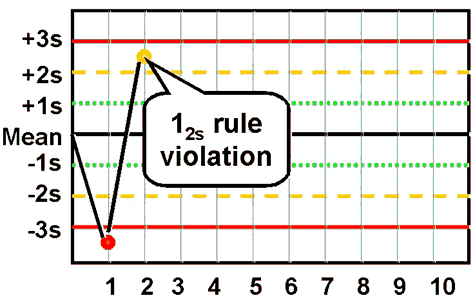 +3s
+2s
+1s
Mean
-1s
-2s
-3s
1₂ₛ rule
violation
1 2 3 4 5 6 7 8 9 10